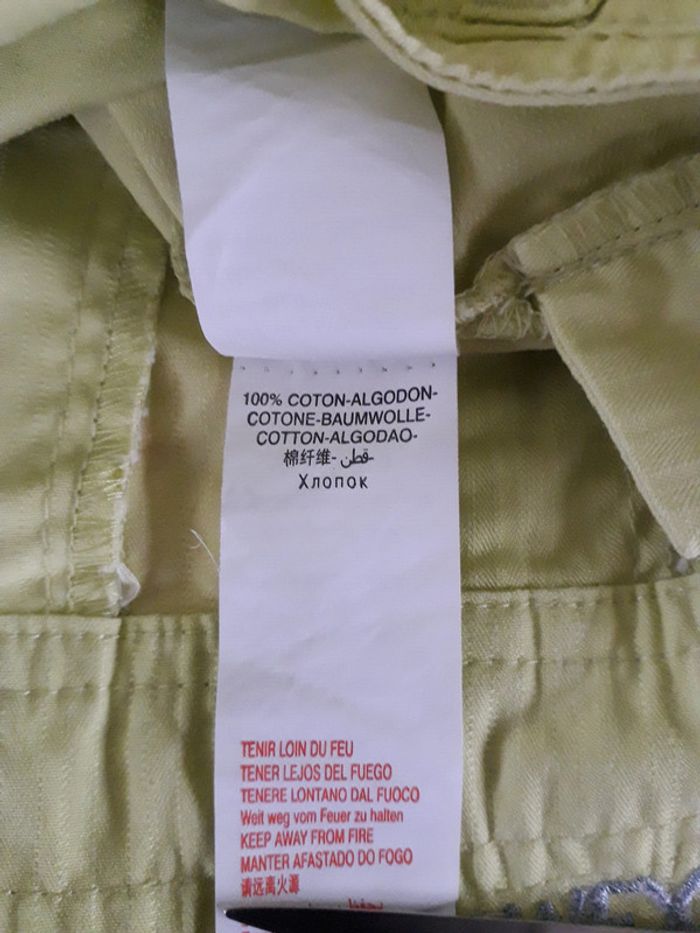 100% COTON-ALGODON-
COTONE-BAUMWOLLE-
COTTON-ALGODAO-
棉纤维-قطن-
Хлопок
TENIR LOIN DU FEU
TENER LEJOS DEL FUEGO
TENERE LONTANO DAL FUOCO
Weit weg vom Feuer zu halten
KEEP AWAY FROM FIRE
MANTER AFASTADO DO FOGO
请远离火源